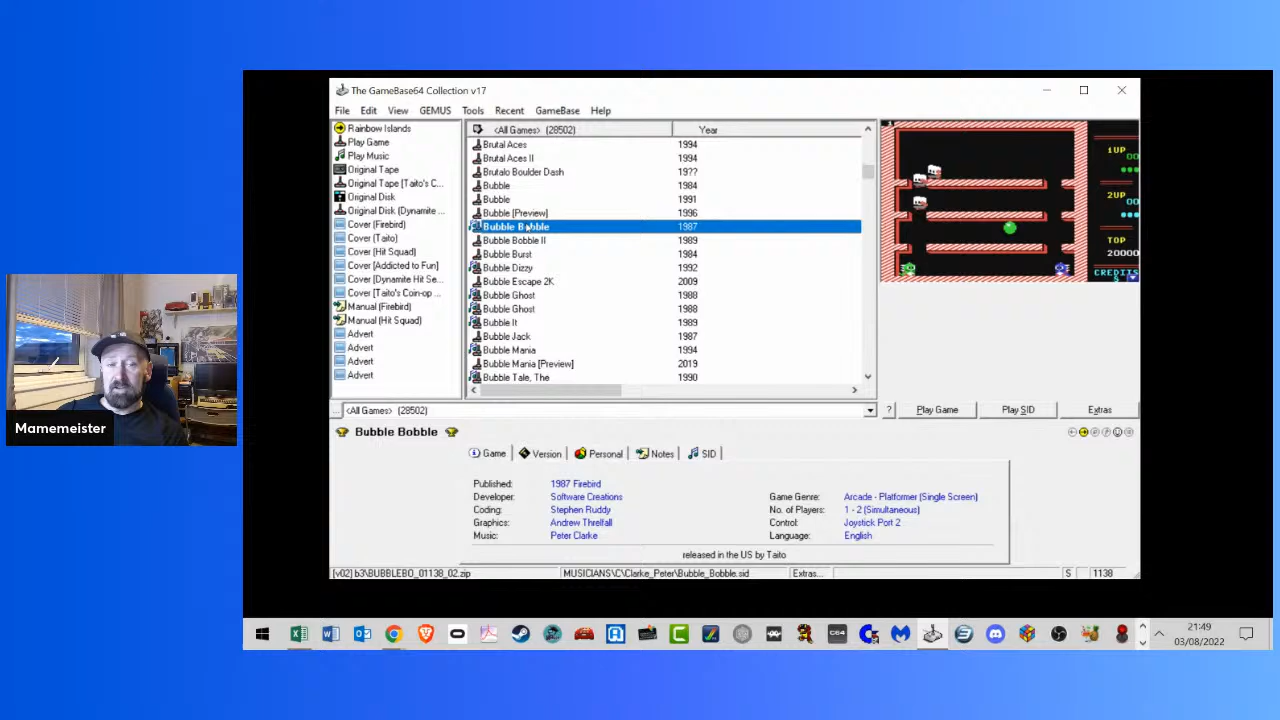 The GameBase64 Collection v17
File Edit View GEMUS Tools Recent GameBase Help
Rainbow Islands
Play Game
Play Music
Original Tape
Original Tape [Taito's C...
Original Disk
Original Disk (Dynamite ...
Cover (Firebird)
Cover (Taito)
Cover (Hit Squad)
Cover [Addicted to Fun]
Cover [Dynamite Hit Se...
Cover [Taito's Coin-op ...
Manual (Firebird)
Manual (Hit Squad)
Advert
Advert
Advert
Advert
<All Games> (28502) Year
Brutal Aces 1994
Brutal Aces II 1994
Brutalo Boulder Dash 19??
Bubble 1984
Bubble 1991
Bubble [Preview] 1996
Bubble Bobble 1987
Bubble Bobble II 1989
Bubble Burst 1984
Bubble Dizzy 1992
Bubble Escape 2K 2009
Bubble Ghost 1988
Bubble Ghost 1988
Bubble It 1989
Bubble Jack 1987
Bubble Mania 1994
Bubble Mania [Preview] 2019
Bubble Tale, The 1990
1UP
00
2UP
00
TOP
20000
CREDITS
... <All Games> (28502) ? Play Game Play SID Extras
Bubble Bobble
Game Version Personal Notes SID
Published: 1987 Firebird
Developer: Software Creations Game Genre: Arcade - Platformer (Single Screen)
Coding: Stephen Ruddy No. of Players: 1 - 2 (Simultaneous)
Graphics: Andrew Threlfall Control: Joystick Port 2
Music: Peter Clarke Language: English
released in the US by Taito
[v02] b3\BUBBLEBO_01138_02.zip MUSICIANS\C\Clarke_Peter\Bubble_Bobble.sid Extras... S 1138
Mamemeister
C64
21:49
03/08/2022